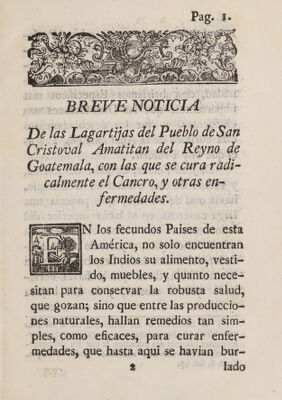 Pag. 1.
BREVE NOTICIA
De las Lagartijas del Pueblo de San
Cristoval Amatitan del Reyno de
Goatemala, con las que se cura radi-
calmente el Cancro, y otras en-
fermedades.
EN los fecundos Paises de esta
América, no solo encuentran
los Indios su alimento, vesti-
do, muebles, y quanto nece-
sitan para conservar la robusta salud,
que gozan; sino que entre las produccio-
nes naturales, hallan remedios tan sim-
ples, como eficaces, para curar enfer-
medades, que hasta aqui se havian bur-
2 lado